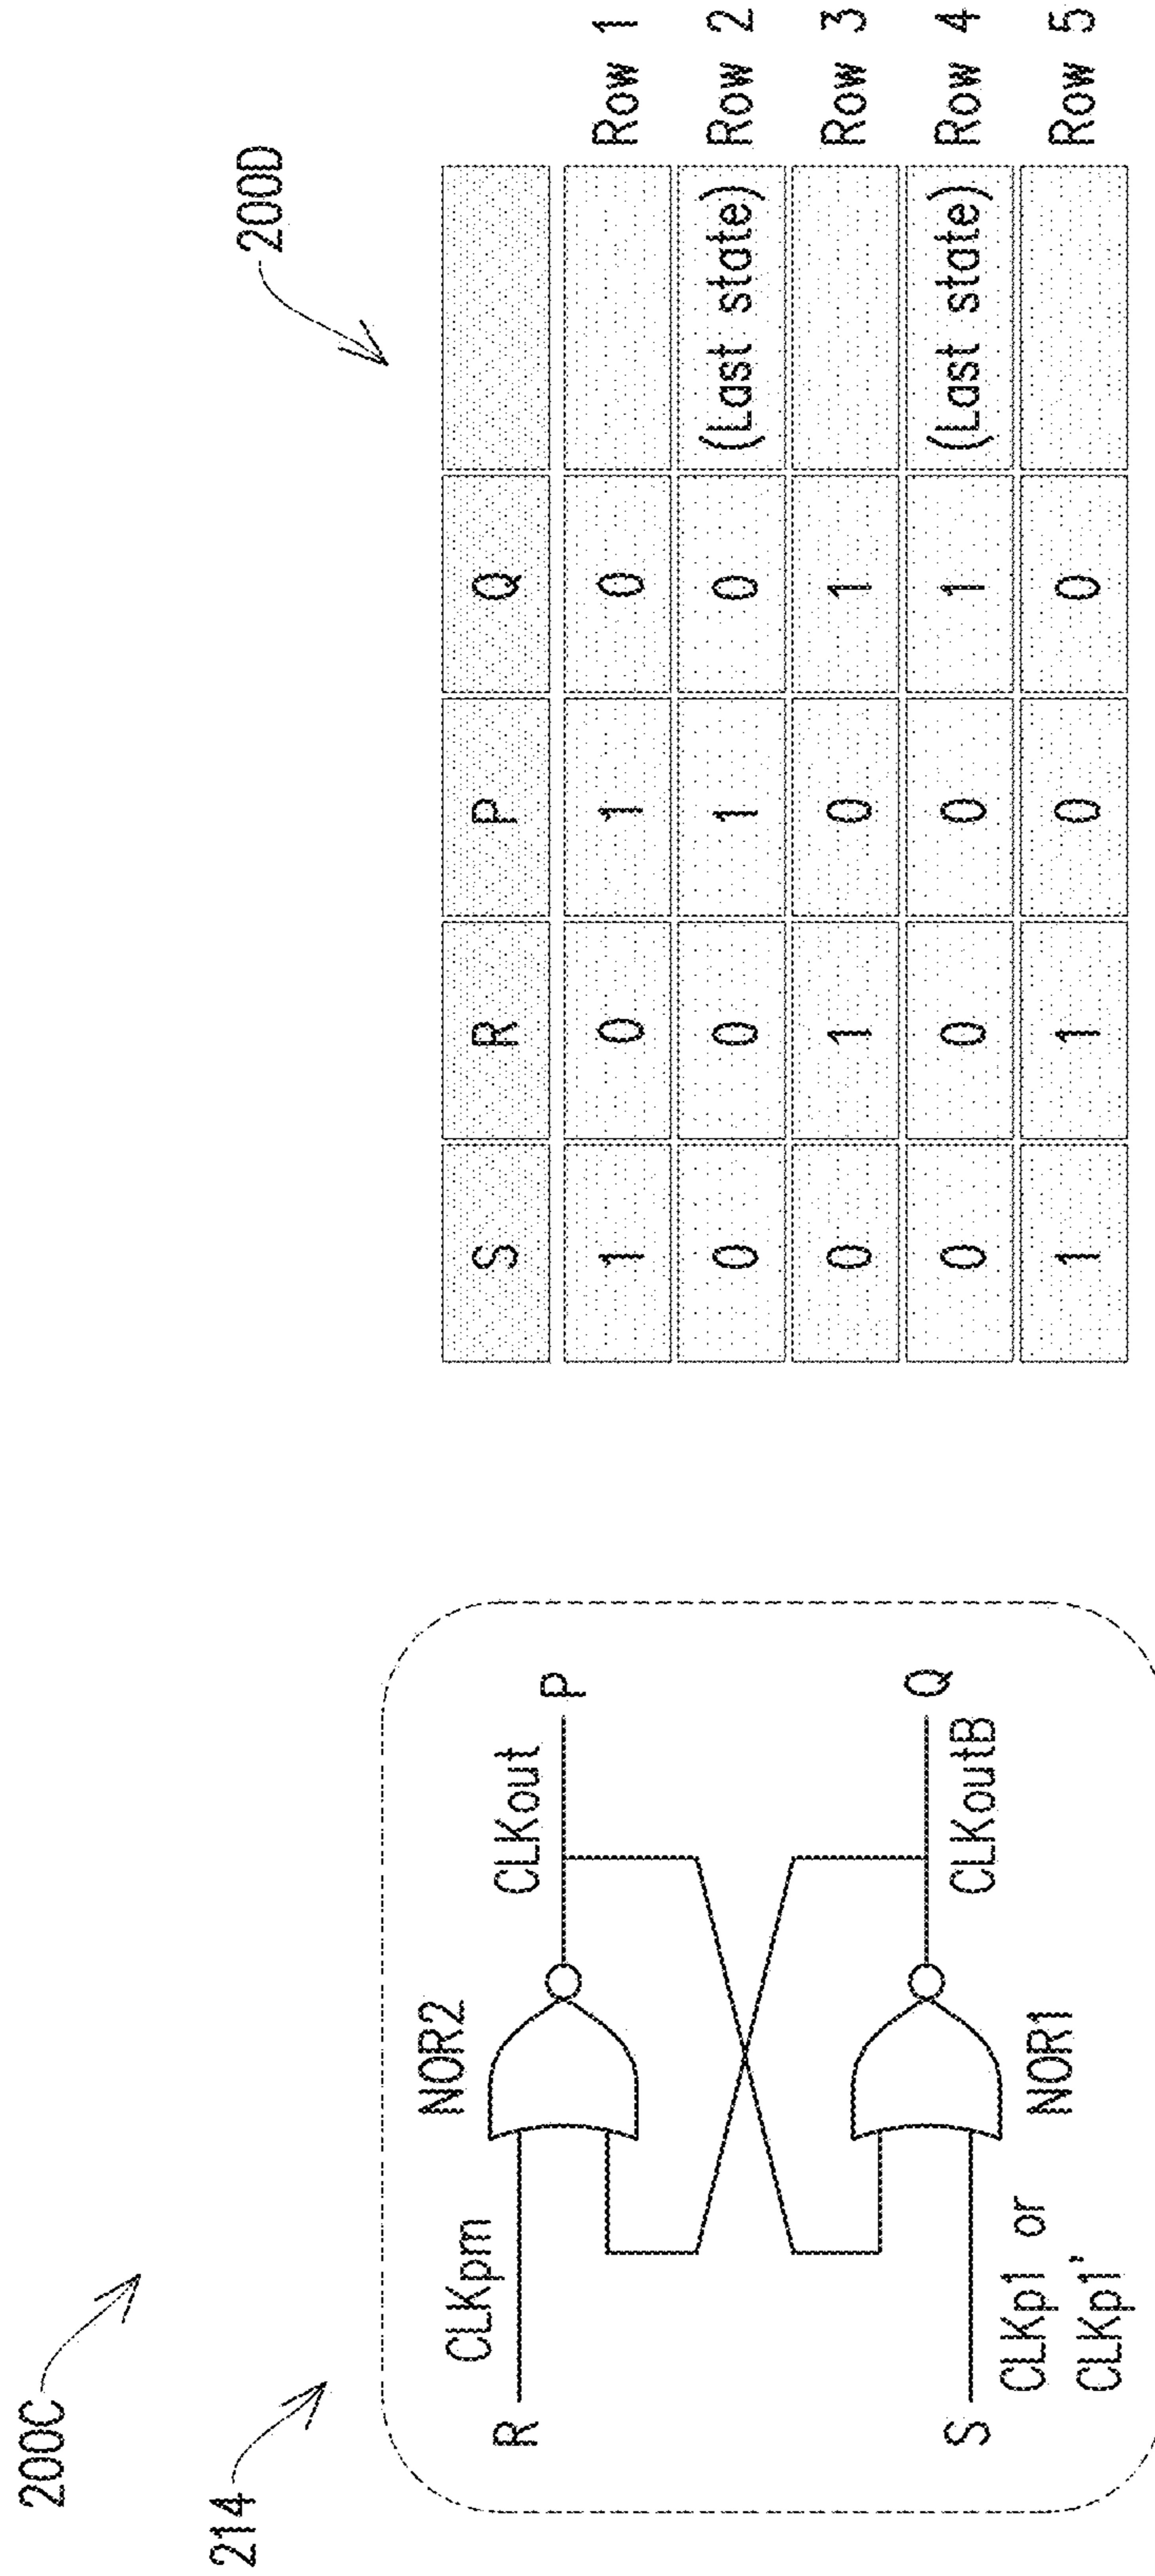 200C
214
R
CLKpm
NOR2
CLKout
P
S
CLKp1 or
CLKp1'
NOR1
CLKoutB
Q
200D
S R P Q
1 0 1 0 Row 1
0 0 1 0 (Last state) Row 2
0 1 0 1 Row 3
0 0 0 1 (Last state) Row 4
1 1 0 0 Row 5